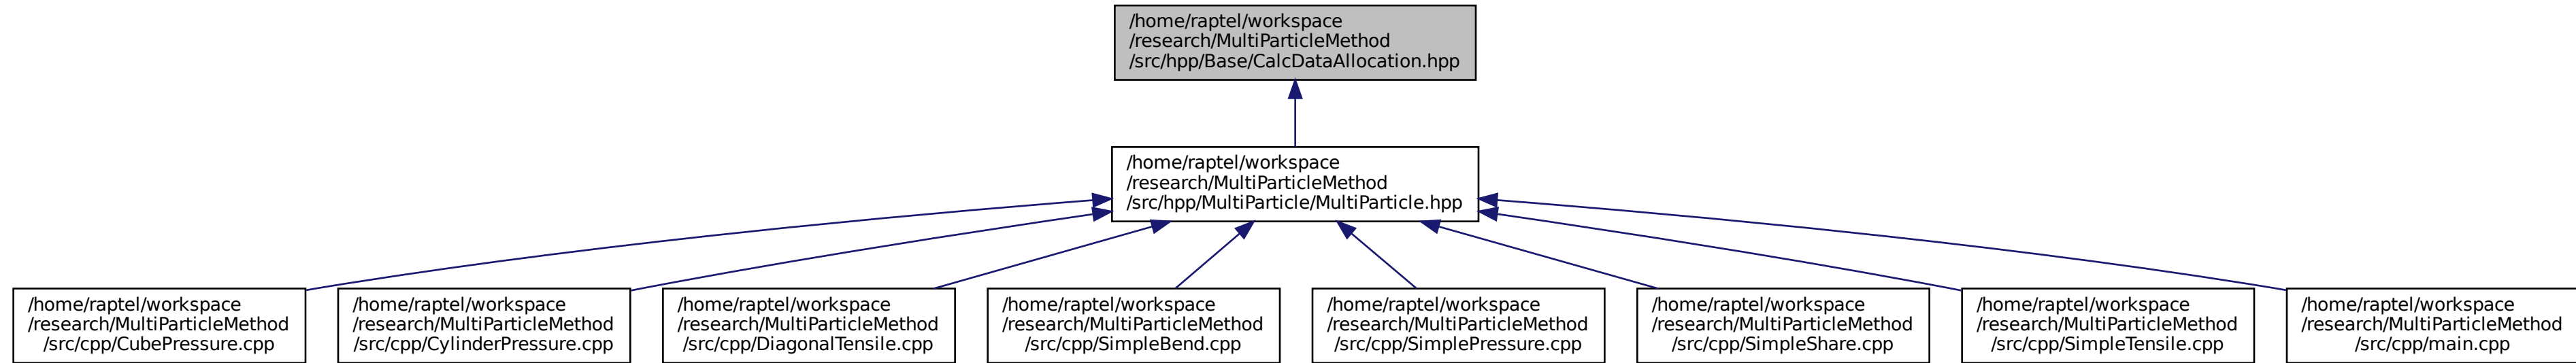 /home/raptel/workspace
/research/MultiParticleMethod
/src/hpp/Base/CalcDataAllocation.hpp
/home/raptel/workspace
/research/MultiParticleMethod
/src/hpp/MultiParticle/MultiParticle.hpp
/home/raptel/workspace
/research/MultiParticleMethod
/src/cpp/CubePressure.cpp
/home/raptel/workspace
/research/MultiParticleMethod
/src/cpp/CylinderPressure.cpp
/home/raptel/workspace
/research/MultiParticleMethod
/src/cpp/DiagonalTensile.cpp
/home/raptel/workspace
/research/MultiParticleMethod
/src/cpp/SimpleBend.cpp
/home/raptel/workspace
/research/MultiParticleMethod
/src/cpp/SimplePressure.cpp
/home/raptel/workspace
/research/MultiParticleMethod
/src/cpp/SimpleShare.cpp
/home/raptel/workspace
/research/MultiParticleMethod
/src/cpp/SimpleTensile.cpp
/home/raptel/workspace
/research/MultiParticleMethod
/src/cpp/main.cpp